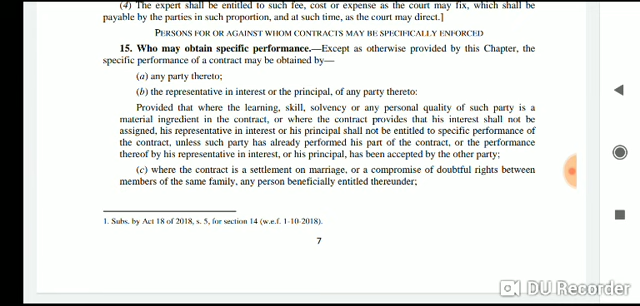 (4) The expert shall be entitled to such fee, cost or expense as the court may fix, which shall be
payable by the parties in such proportion, and at such time, as the court may direct.]
PERSONS FOR OR AGAINST WHOM CONTRACTS MAY BE SPECIFICALLY ENFORCED
15. Who may obtain specific performance.—Except as otherwise provided by this Chapter, the
specific performance of a contract may be obtained by—
(a) any party thereto;
(b) the representative in interest or the principal, of any party thereto:
Provided that where the learning, skill, solvency or any personal quality of such party is a
material ingredient in the contract, or where the contract provides that his interest shall not be
assigned, his representative in interest or his principal shall not be entitled to specific performance of
the contract, unless such party has already performed his part of the contract, or the performance
thereof by his representative in interest, or his principal, has been accepted by the other party;
(c) where the contract is a settlement on marriage, or a compromise of doubtful rights between
members of the same family, any person beneficially entitled thereunder;
1. Subs. by Act 18 of 2018, s. 5, for section 14 (w.e.f. 1-10-2018).
7
DU Recorder